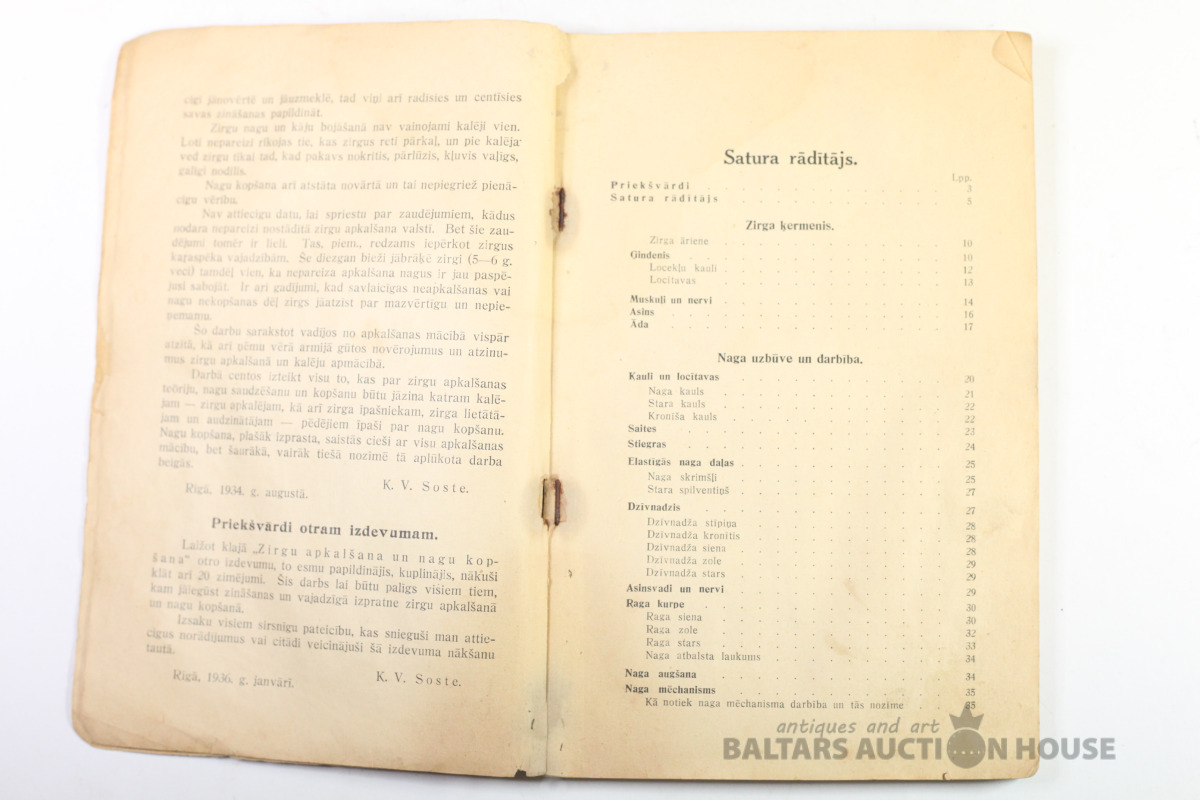 cīgi jānovērtē un jāuzmeklē, tad viņi arī radīsies un centīsies
savas zināšanas papildināt.
Zirgu nagu un kāju bojāšanā nav vainojami kalēji vien.
Ļoti nepareizi rīkojas tie, kas zirgus reti pārkaļ, un pie kalēja
ved zirgu tikai tad, kad pakavs nokritis, pārlūzis, kļuvis vaļīgs,
galīgi nodilis.
Nagu kopšana arī atstāta novārtā un tai nepiegriež pienā-
cīgu vērību.
Nav attiecīgu datu, lai spriestu par zaudējumiem, kādus
nodara nepareizi nostādītā zirgu apkalšana valstī. Bet šie zau-
dējumi tomēr ir lieli. Tas, piem., redzams iepērkot zirgus
kaŗaspēka vajadzībām. Še diezgan bieži jābrāķē zirgi (5—6 g.
veci) tamdēļ vien, ka nepareiza apkalšana nagus ir jau paspē-
jusi sabojāt. Ir arī gadījumi, kad savlaicīgas neapkalšanas vai
nagu nekopšanas dēļ zirgs jāatzīst par mazvērtīgu un nepie-
ņemamu.
Šo darbu sarakstot vadījos no apkalšanas mācībā vispār
atzītā, kā arī ņēmu vērā armijā gūtos novērojumus un atzinu-
mus zirgu apkalšanā un kalēju apmācībā.
Darbā centos izteikt visu to, kas par zirgu apkalšanas
teōriju, nagu saudzēšanu un kopšanu būtu jāzina katram kalē-
jam — zirgu apkalējam, kā arī zirga īpašniekam, zirga lietātā-
jam un audzinātājam — pēdējiem īpaši par nagu kopšanu.
Nagu kopšana, plašāk izprasta, saistās cieši ar visu apkalšanas
mācību, bet šaurākā, vairāk tiešā nozīmē tā aplūkota darba
beigās.
Rīgā, 1934. g. augustā. K. V. Soste.
Priekšvārdi otram izdevumam.
Laižot klajā „Zirgu apkalšana un nagu kop-
šana“ otro izdevumu, to esmu papildinājis, kuplinājis, nākuši
klāt arī 20 zīmējumi. Šis darbs lai būtu palīgs visiem tiem,
kam jāiegūst zināšanas un vajadzīgā izpratne zirgu apkalšanā
un nagu kopšanā.
Izsaku visiem sirsnīgu pateicību, kas snieguši man attie-
cīgus norādījumus vai citādi veicinājuši šā izdevuma nākšanu
tautā.
Rīgā, 1936. g. janvārī. K. V. Soste.
Satura rādītājs.
Lpp.
Priekšvārdi 3
Satura rādītājs 5
Zirga ķermenis.
Zirga āriene 10
Ģindenis 10
Locekļu kauli 12
Locītavas 13
Muskuļi un nervi 14
Asins 16
Āda 17
Naga uzbūve un darbība.
Kauli un locītavas 20
Naga kauls 21
Stara kauls 22
Kroniša kauls 22
Saites 23
Stiegras 24
Elastīgās naga daļas 25
Naga skrimšļi 25
Stara spilventiņš 27
Dzīvnadzis 27
Dzīvnadža stīpiņa 28
Dzīvnadža kronītis 28
Dzīvnadža siena 28
Dzīvnadža zole 29
Dzīvnadža stars 29
Asinsvadi un nervi 29
Raga kurpe 30
Raga siena 30
Raga zole 32
Raga stars 33
Naga atbalsta laukums 34
Naga augšana 34
Naga mēchanisms 35
Kā notiek naga mēchanisma darbība un tās nozīme 35
antiques and art
BALTARS AUCTION HOUSE